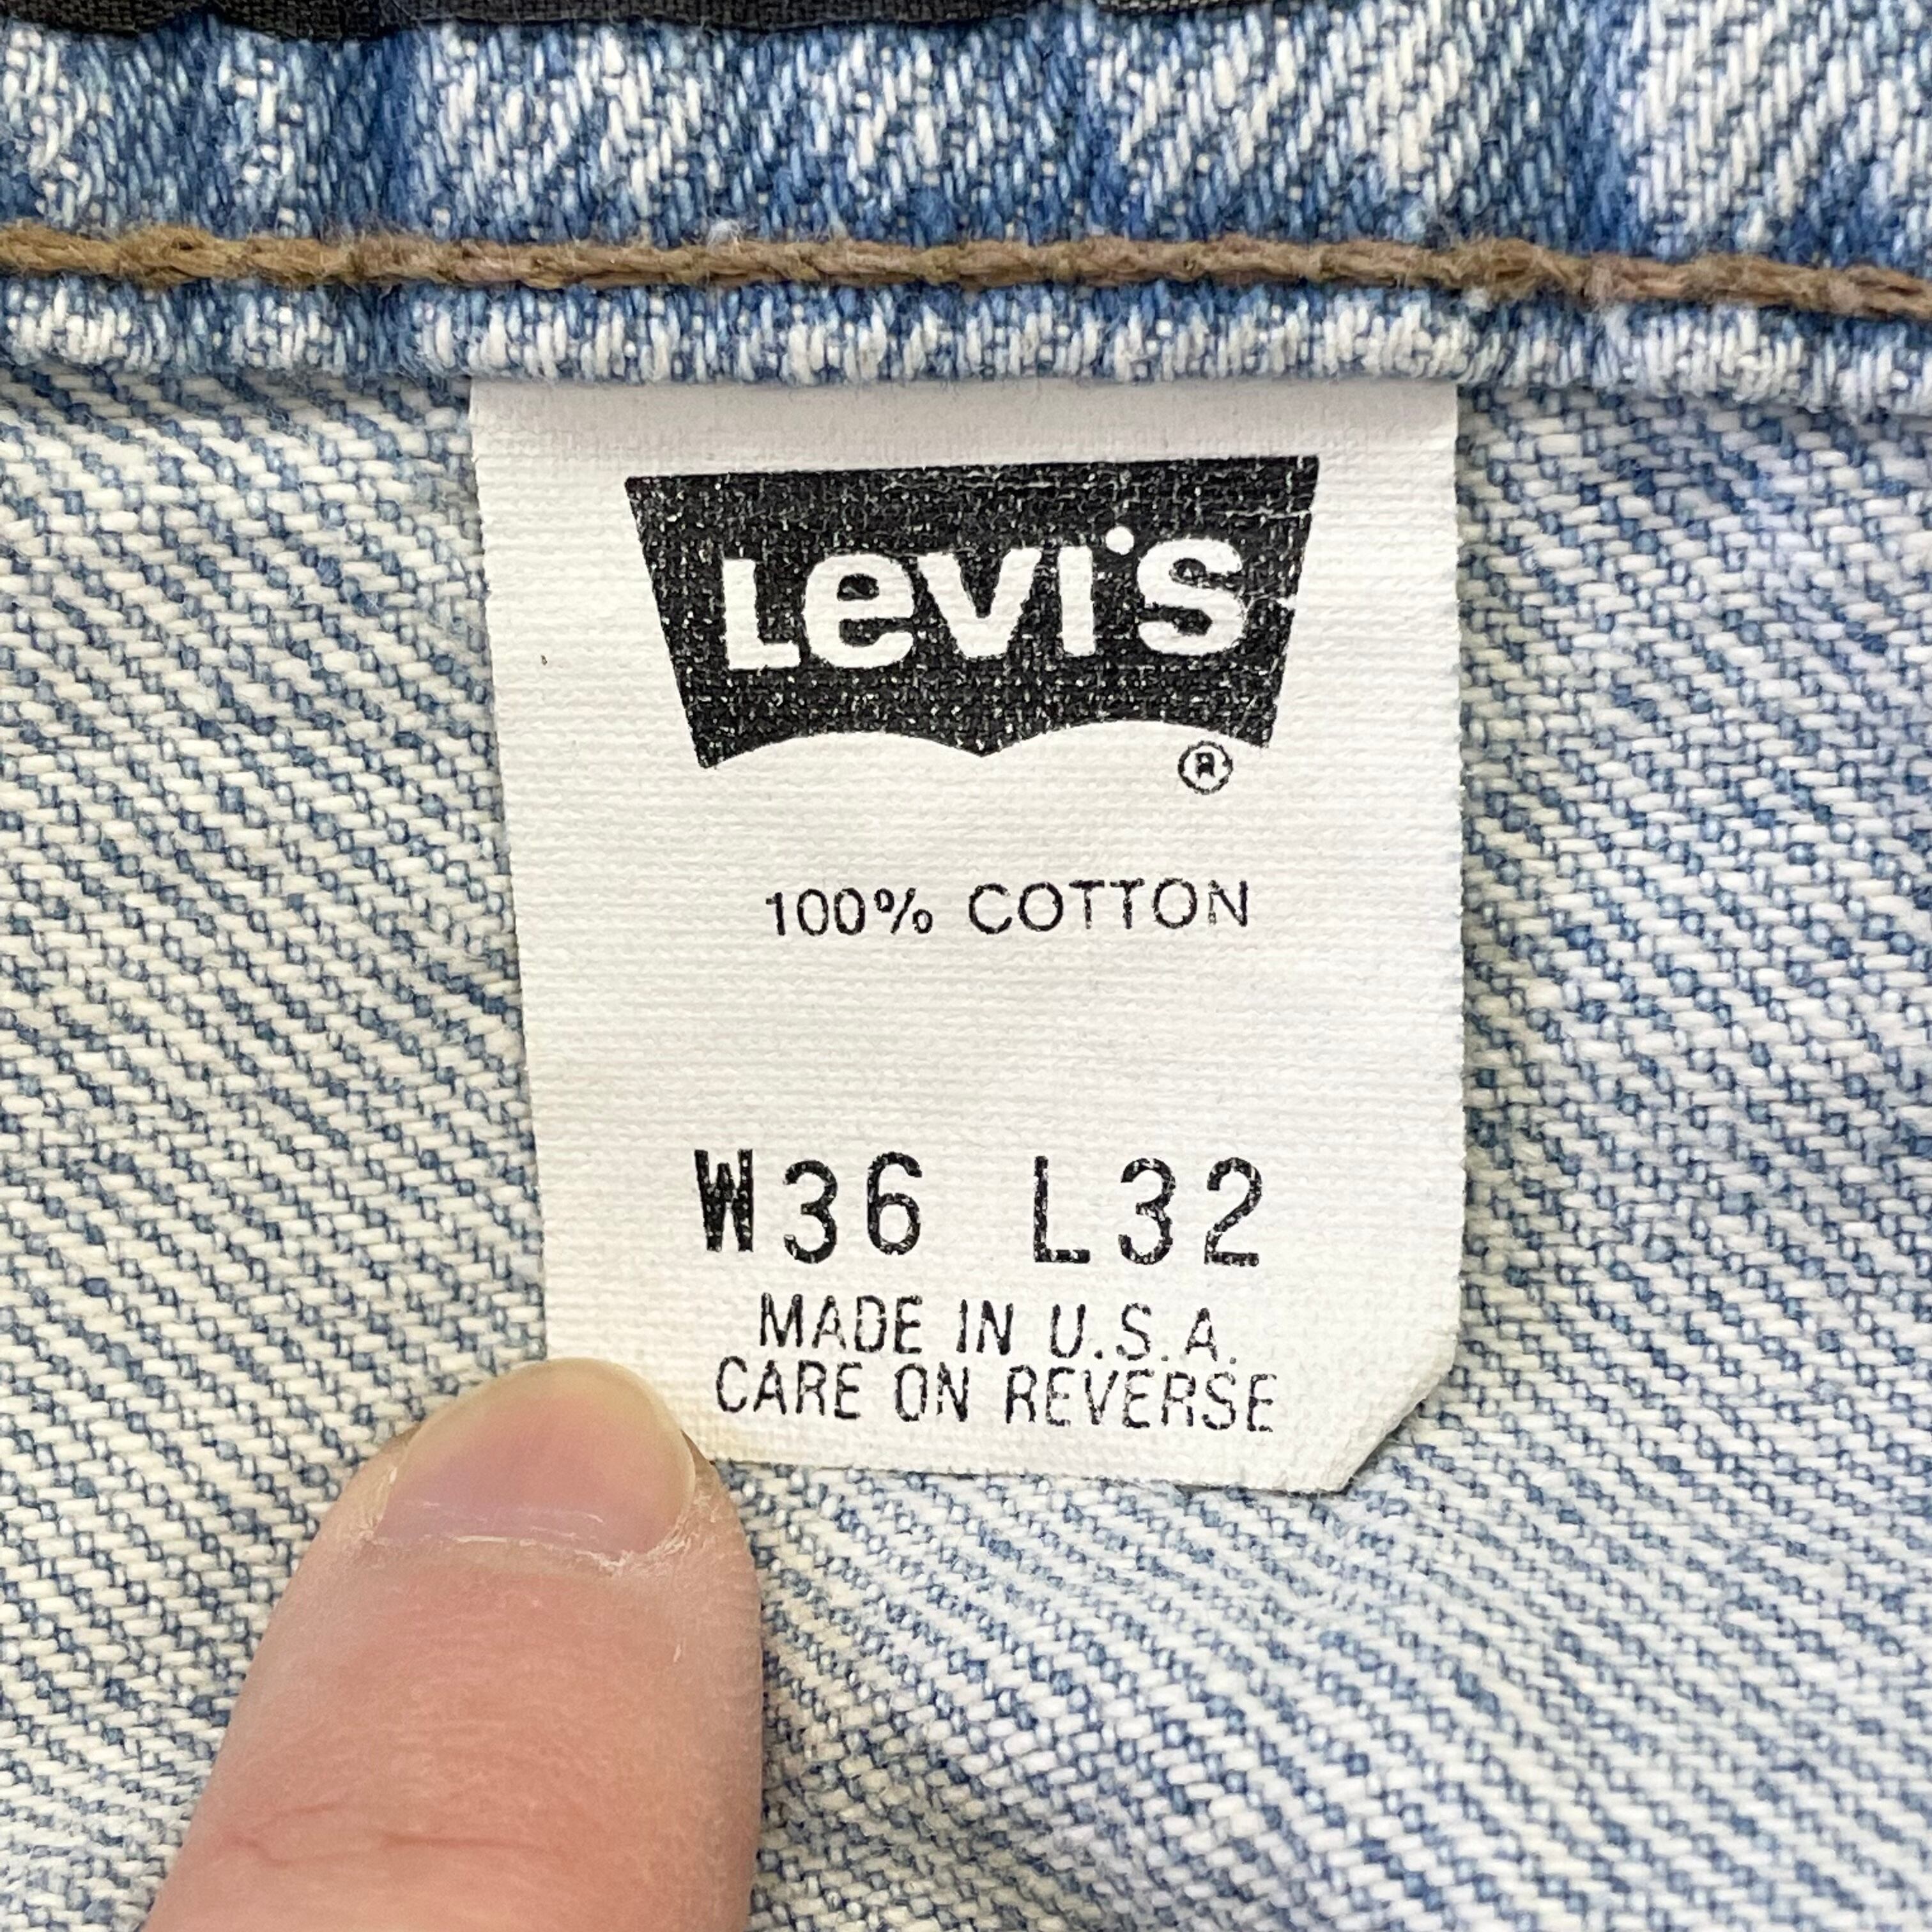 Levi's
®
100% COTTON
W36 L32
MADE IN U.S.A.
CARE ON REVERSE